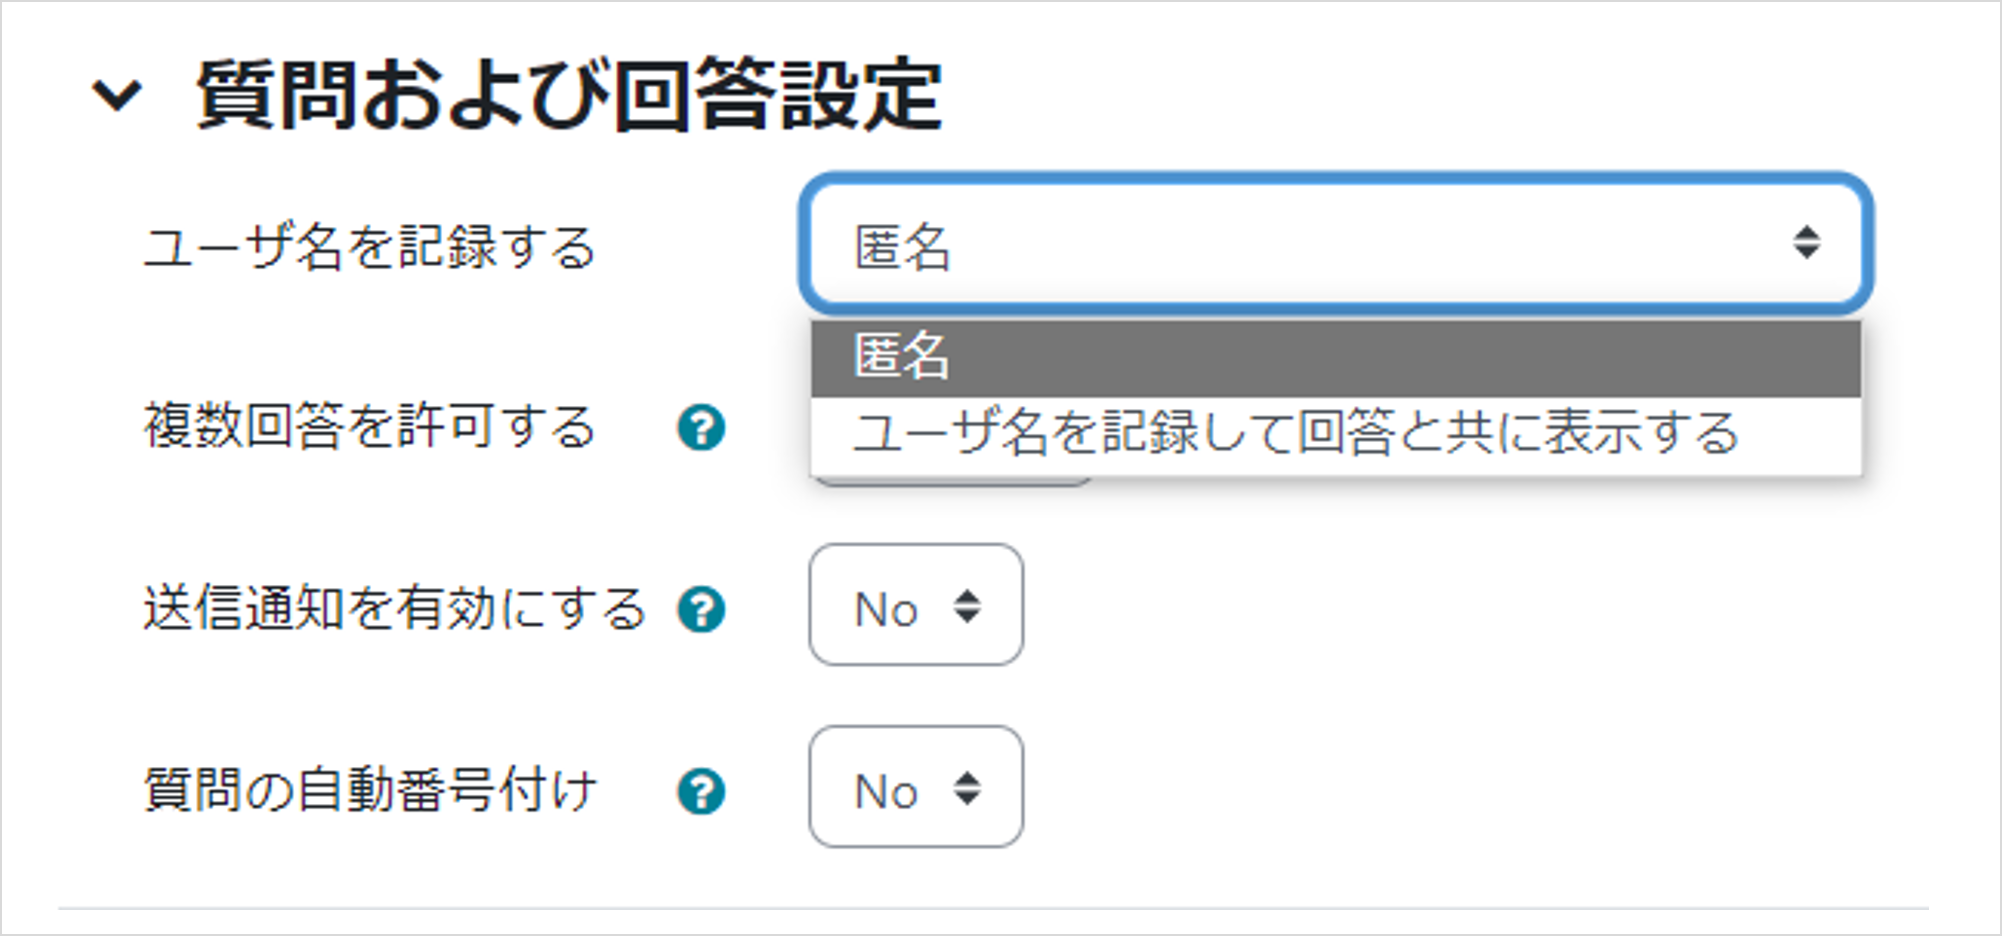 質問および回答設定
ユーザ名を記録する
匿名
匿名
ユーザ名を記録して回答と共に表示する
複数回答を許可する
送信通知を有効にする
No
質問の自動番号付け
No